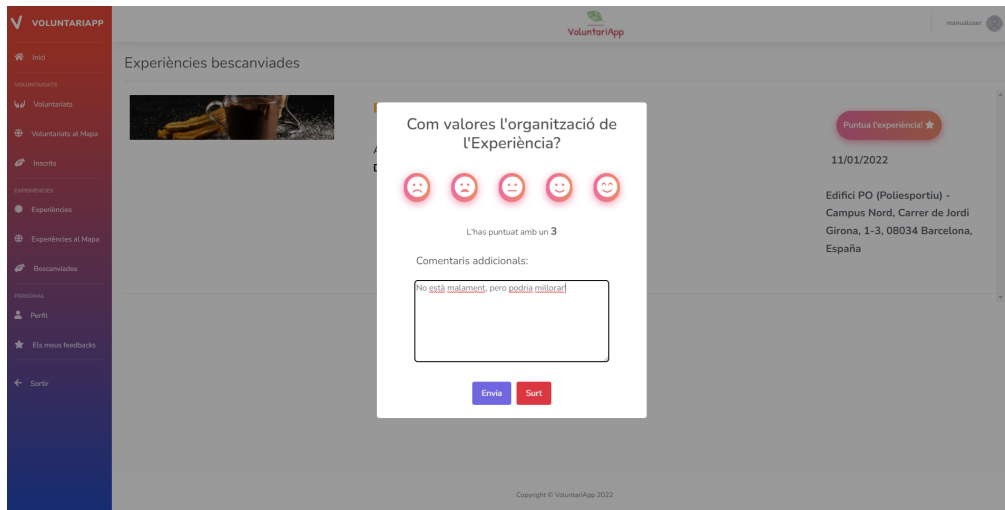 VOLUNTARIAPP
Inici
VOLUNTARIATS
Voluntariats
Voluntariats al Mapa
Inscrits
EXPERIÈNCIES
Experiències
Experiències al Mapa
Bescanviades
PERSONAL
Perfil
Els meus feedbacks
Sortir
VoluntariApp
manualuser
Experiències bescanviades
Com valores l'organització de
l'Experiència?
L'has puntuat amb un 3
Comentaris addicionals:
No està malament, pero podria millorar!
Envia Surt
Puntua l'experiència!
11/01/2022
Edifici PO (Poliesportiu) -
Campus Nord, Carrer de Jordi
Girona, 1-3, 08034 Barcelona,
España
Copyright © VoluntariApp 2022